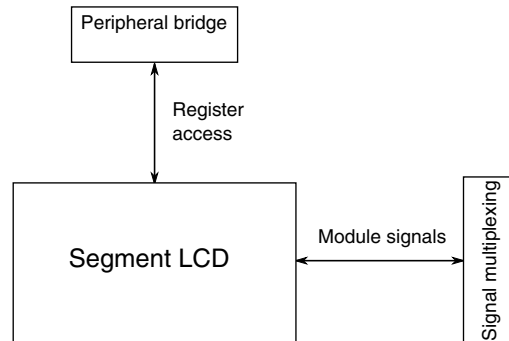 Peripheral bridge
Register
access
Segment LCD
Module signals
Signal multiplexing